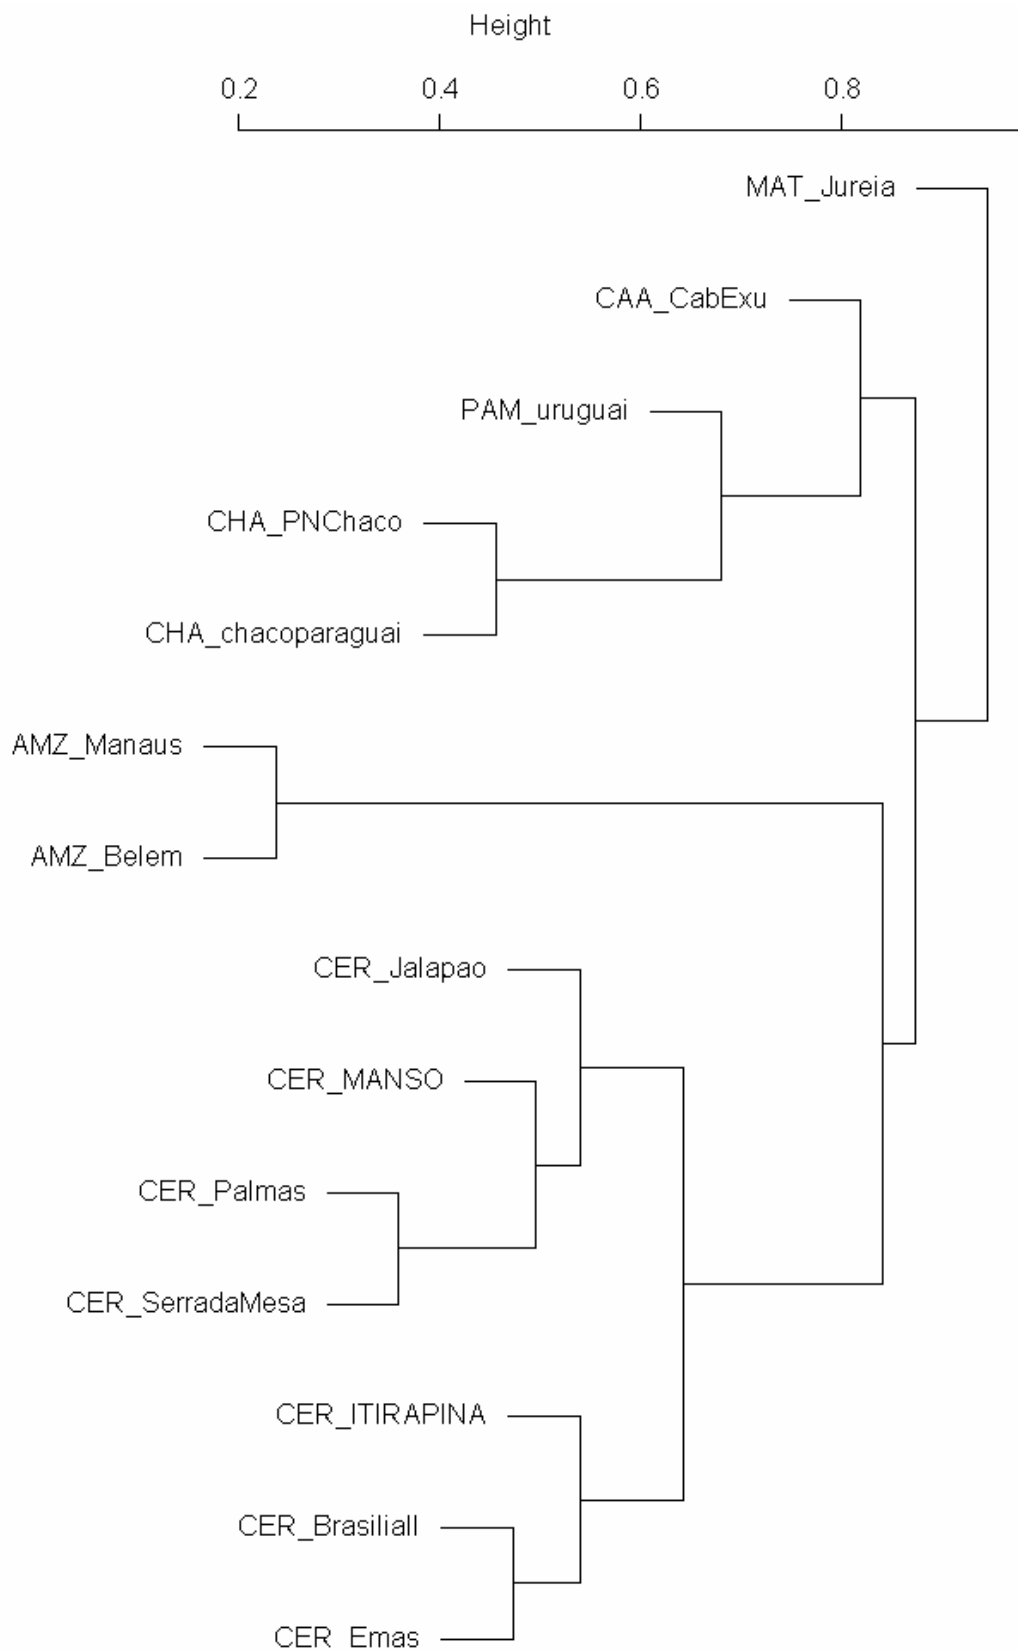 Height
0.2 0.4 0.6 0.8
MAT_Jureia
CAA_CabExu
PAM_uruguai
CHA_PNChaco
CHA_chacoparaguai
AMZ_Manaus
AMZ_Belem
CER_Jalapao
CER_MANSO
CER_Palmas
CER_SerradaMesa
CER_ITIRAPINA
CER_BrasiliaII
CER_Emas